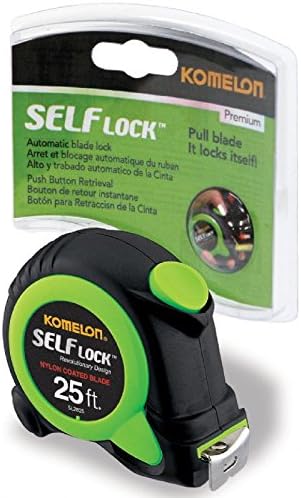 KOMELON
Premium
SELF LOCK™
Pull blade
It locks itself!
Automatic blade lock
Arret et blocage automatique du ruban
Alto y trabado automatico de la Cinta
Push Button Retrieval
Bouton de retour instantane
Botón para Retraccisn de la Cinta
KOMELON®
SELF LOCK™
Revolutionary Design
NYLON COATED BLADE
25 ft.
SL2825